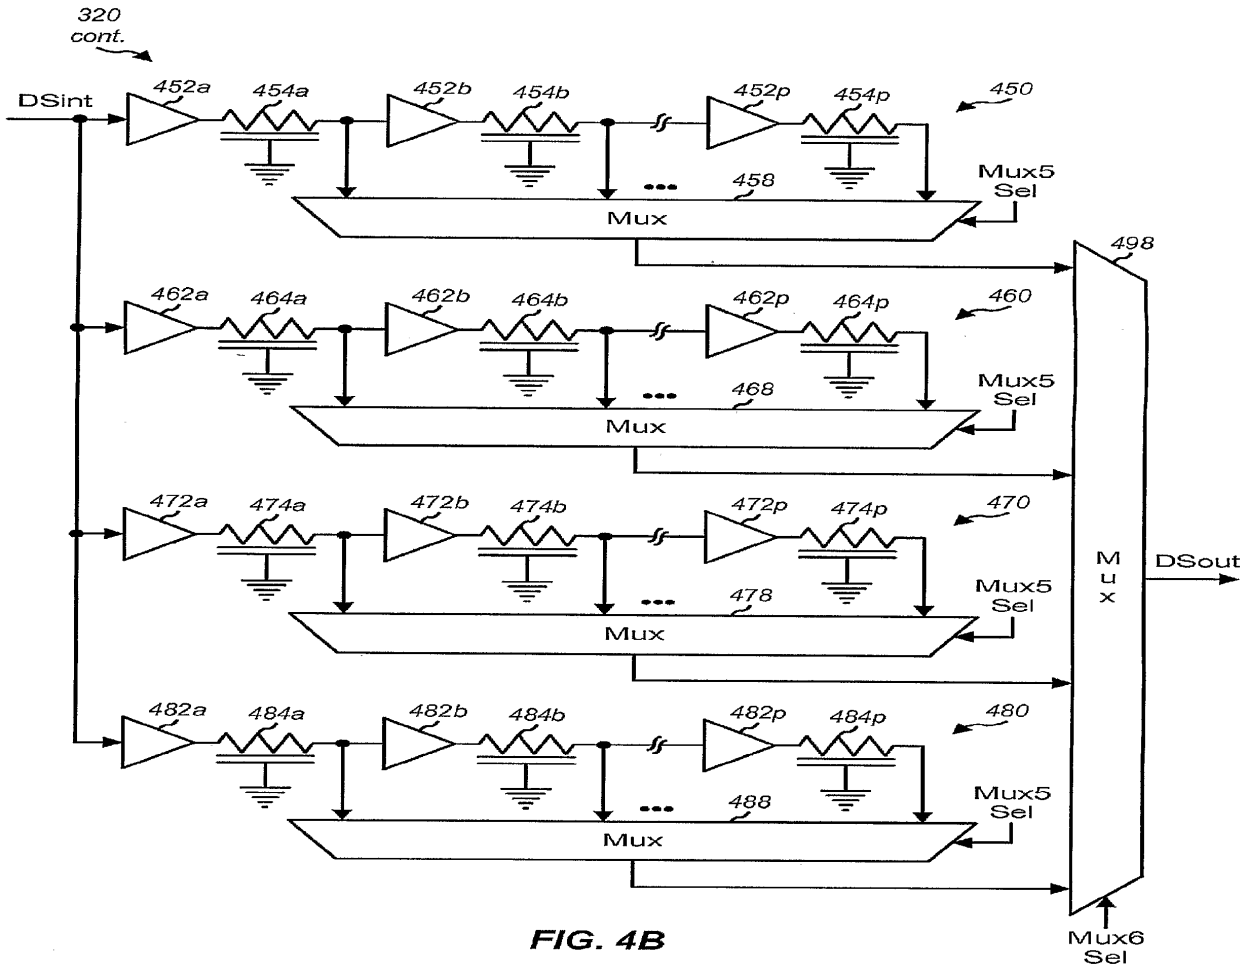 320
cont.
DSint
452a
454a
452b
454b
452p
454p
450
Mux5
Sel
458
Mux
498
462a
464a
462b
464b
462p
464p
460
Mux5
Sel
468
Mux
472a
474a
472b
474b
472p
474p
470
Mux5
Sel
478
Mux
Mux
DSout
482a
484a
482b
484b
482p
484p
480
Mux5
Sel
488
Mux
Mux6
Sel
FIG. 4B